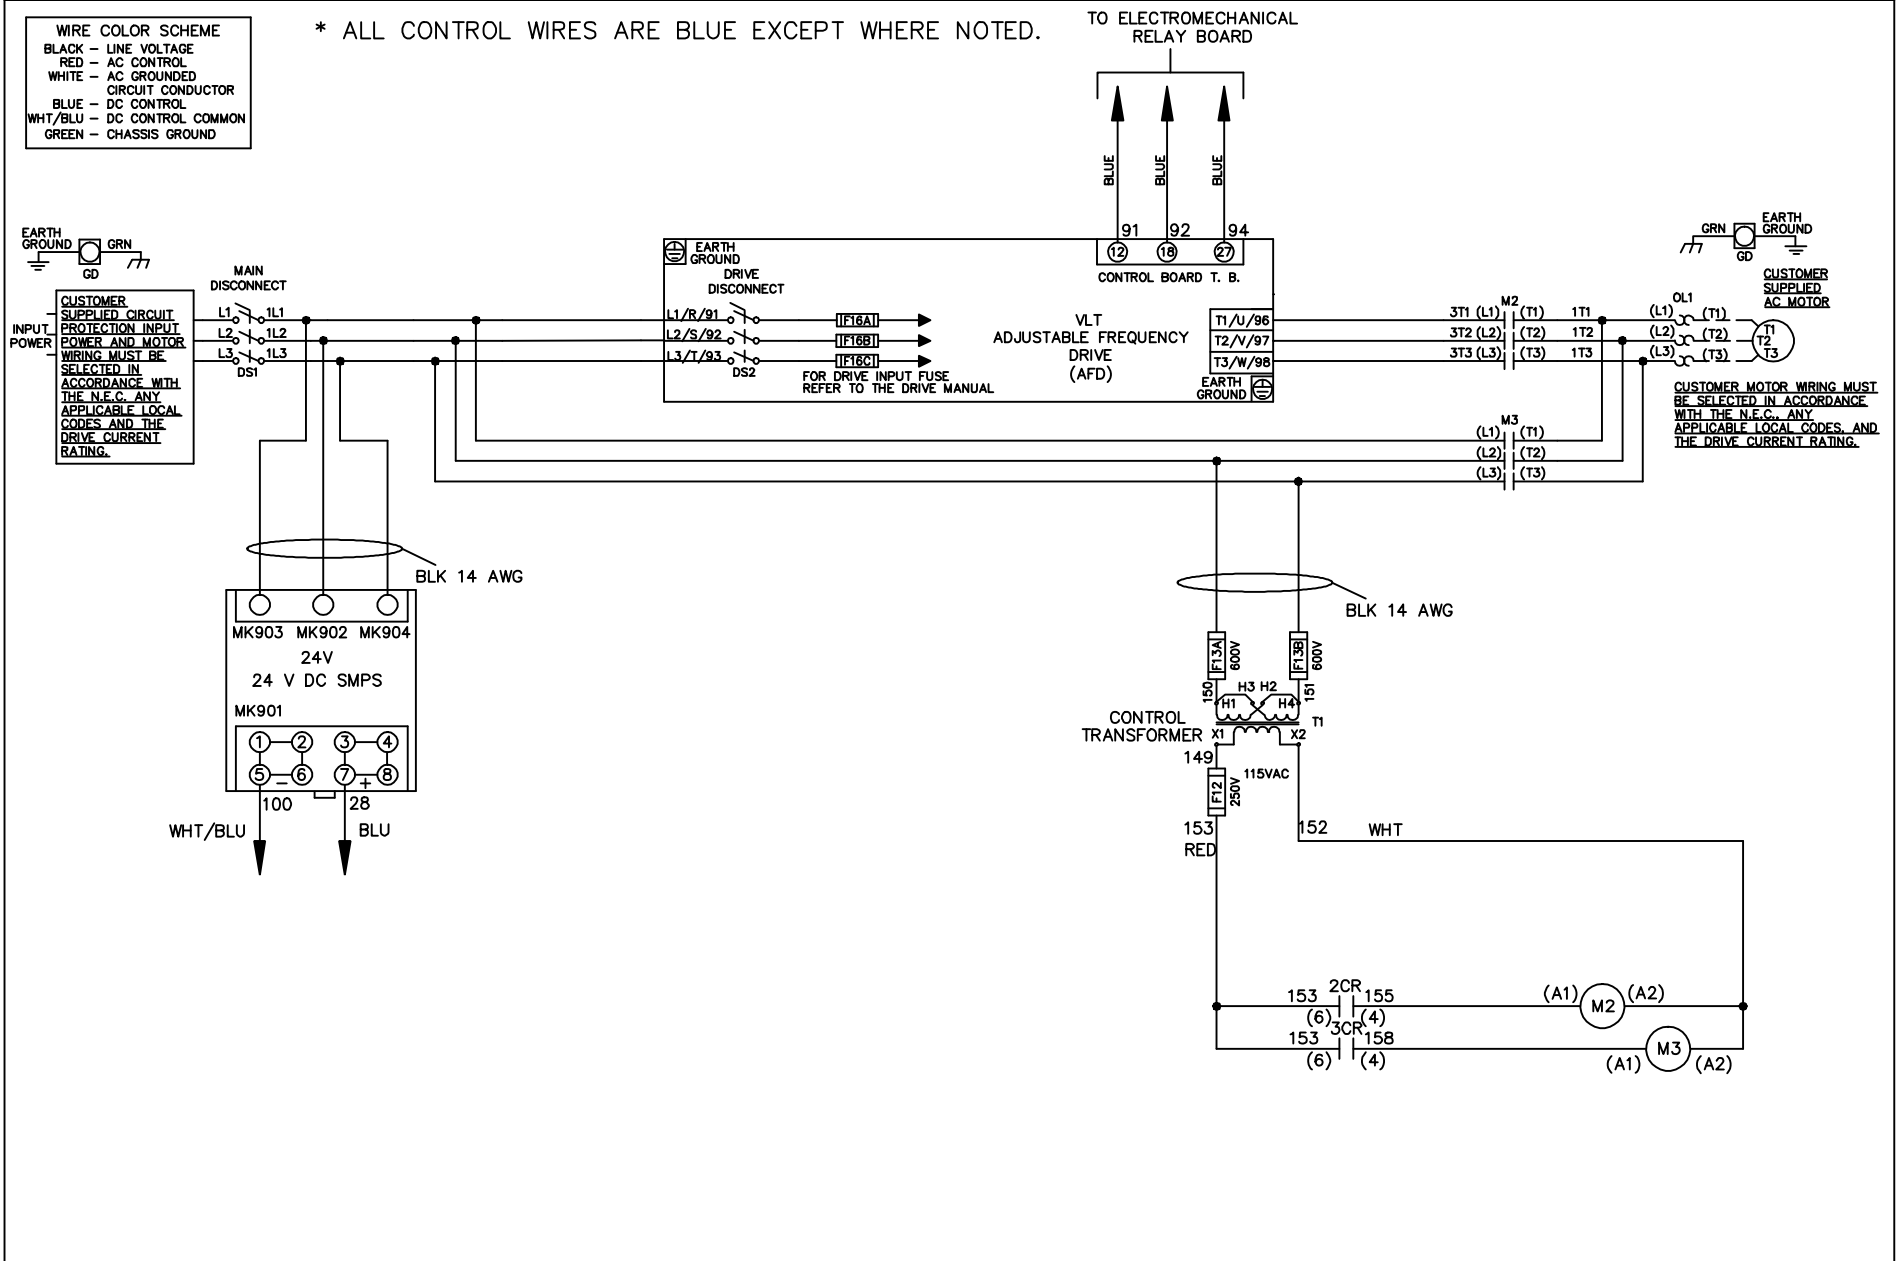 WIRE COLOR SCHEME
BLACK – LINE VOLTAGE
RED – AC CONTROL
WHITE – AC GROUNDED
CIRCUIT CONDUCTOR
BLUE – DC CONTROL
WHT/BLU – DC CONTROL COMMON
GREEN – CHASSIS GROUND
* ALL CONTROL WIRES ARE BLUE EXCEPT WHERE NOTED.
TO ELECTROMECHANICAL
RELAY BOARD
BLUE
BLUE
BLUE
91 92 94
12 18 27
CONTROL BOARD T. B.
EARTH
GROUND
GRN
GD
MAIN
DISCONNECT
INPUT
POWER
CUSTOMER
SUPPLIED CIRCUIT
PROTECTION INPUT
POWER AND MOTOR
WIRING MUST BE
SELECTED IN
ACCORDANCE WITH
THE N.E.C. ANY
APPLICABLE LOCAL
CODES AND THE
DRIVE CURRENT
RATING.
L1 1L1
L2 1L2
L3 1L3
DS1
EARTH
GROUND
DRIVE
DISCONNECT
L1/R/91
L2/S/92
L3/T/93
DS2
IF16A
IF16B
IF16C
FOR DRIVE INPUT FUSE
REFER TO THE DRIVE MANUAL
VLT
ADJUSTABLE FREQUENCY
DRIVE
(AFD)
T1/U/96
T2/V/97
T3/W/98
EARTH
GROUND
M2
3T1 (L1) (T1) 1T1
3T2 (L2) (T2) 1T2
3T3 (L3) (T3) 1T3
OL1
(L1) (T1)
(L2) (T2)
(L3) (T3)
T1
T2
T3
GRN
GD
EARTH
GROUND
CUSTOMER
SUPPLIED
AC MOTOR
CUSTOMER MOTOR WIRING MUST
BE SELECTED IN ACCORDANCE
WITH THE N.E.C., ANY
APPLICABLE LOCAL CODES, AND
THE DRIVE CURRENT RATING.
M3
(L1) (T1)
(L2) (T2)
(L3) (T3)
BLK 14 AWG
MK903 MK902 MK904
24V
24 V DC SMPS
MK901
1 2 3 4
5 – 6 7 + 8
100 28
WHT/BLU BLU
BLK 14 AWG
F13A
600V
F13B
600V
150
151
H3 H2
H1 H4
CONTROL
TRANSFORMER
T1
X1 X2
149
115VAC
F12
250V
153
RED
152 WHT
2CR
153 155
(6) (4)
(A1) M2 (A2)
3CR
153 158
(6) (4)
(A1) M3 (A2)